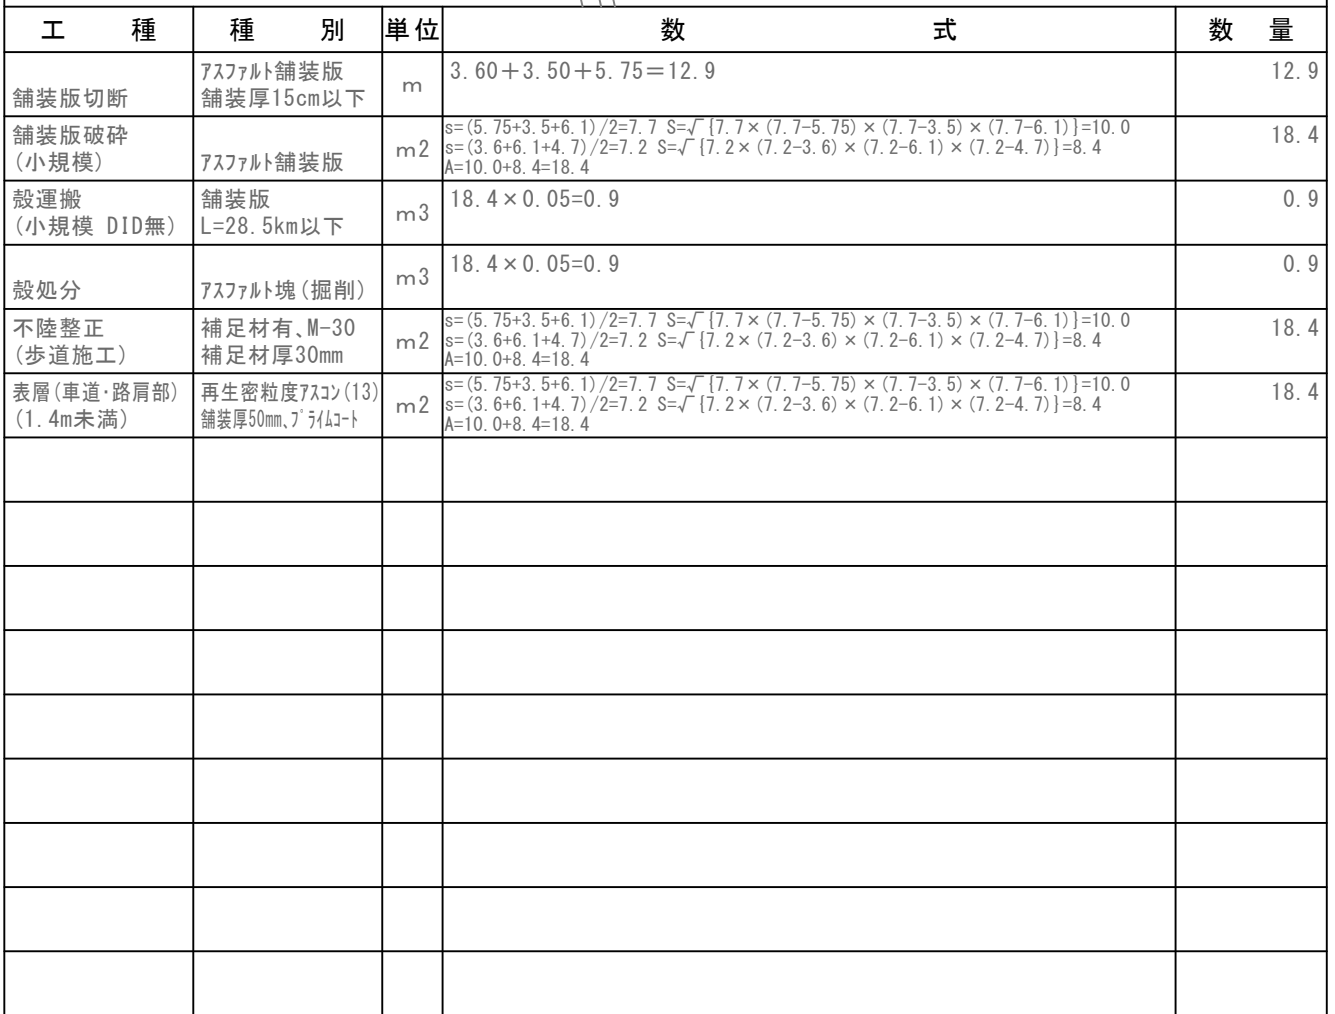 工 種 種 別 単位 数 式 数 量
舗装版切断 ｱｽﾌｧﾙﾄ舗装版 舗装厚15cm以下 m 3.60＋3.50＋5.75＝12.9 12.9
舗装版破砕
(小規模) ｱｽﾌｧﾙﾄ舗装版 m2
s=(5.75+3.5+6.1)/2=7.7 S=√{7.7×(7.7-5.75)×(7.7-3.5)×(7.7-6.1)}=10.0
s=(3.6+6.1+4.7)/2=7.2 S=√{7.2×(7.2-3.6)×(7.2-6.1)×(7.2-4.7)}=8.4
A=10.0+8.4=18.4
18.4
殻運搬
(小規模 DID無)
舗装版
L=28.5km以下
m3
18.4×0.05=0.9
0.9
殻処分
ｱｽﾌｧﾙﾄ塊(掘削)
m3
18.4×0.05=0.9
0.9
不陸整正
(歩道施工)
補足材有､M-30
補足材厚30mm
m2
s=(5.75+3.5+6.1)/2=7.7 S=√{7.7×(7.7-5.75)×(7.7-3.5)×(7.7-6.1)}=10.0
s=(3.6+6.1+4.7)/2=7.2 S=√{7.2×(7.2-3.6)×(7.2-6.1)×(7.2-4.7)}=8.4
A=10.0+8.4=18.4
18.4
表層(車道･路肩部)
(1.4m未満)
再生密粒度ｱｽｺﾝ(13)
舗装厚50mm､ﾌﾟﾗｲﾑｺｰﾄ
m2
s=(5.75+3.5+6.1)/2=7.7 S=√{7.7×(7.7-5.75)×(7.7-3.5)×(7.7-6.1)}=10.0
s=(3.6+6.1+4.7)/2=7.2 S=√{7.2×(7.2-3.6)×(7.2-6.1)×(7.2-4.7)}=8.4
A=10.0+8.4=18.4
18.4